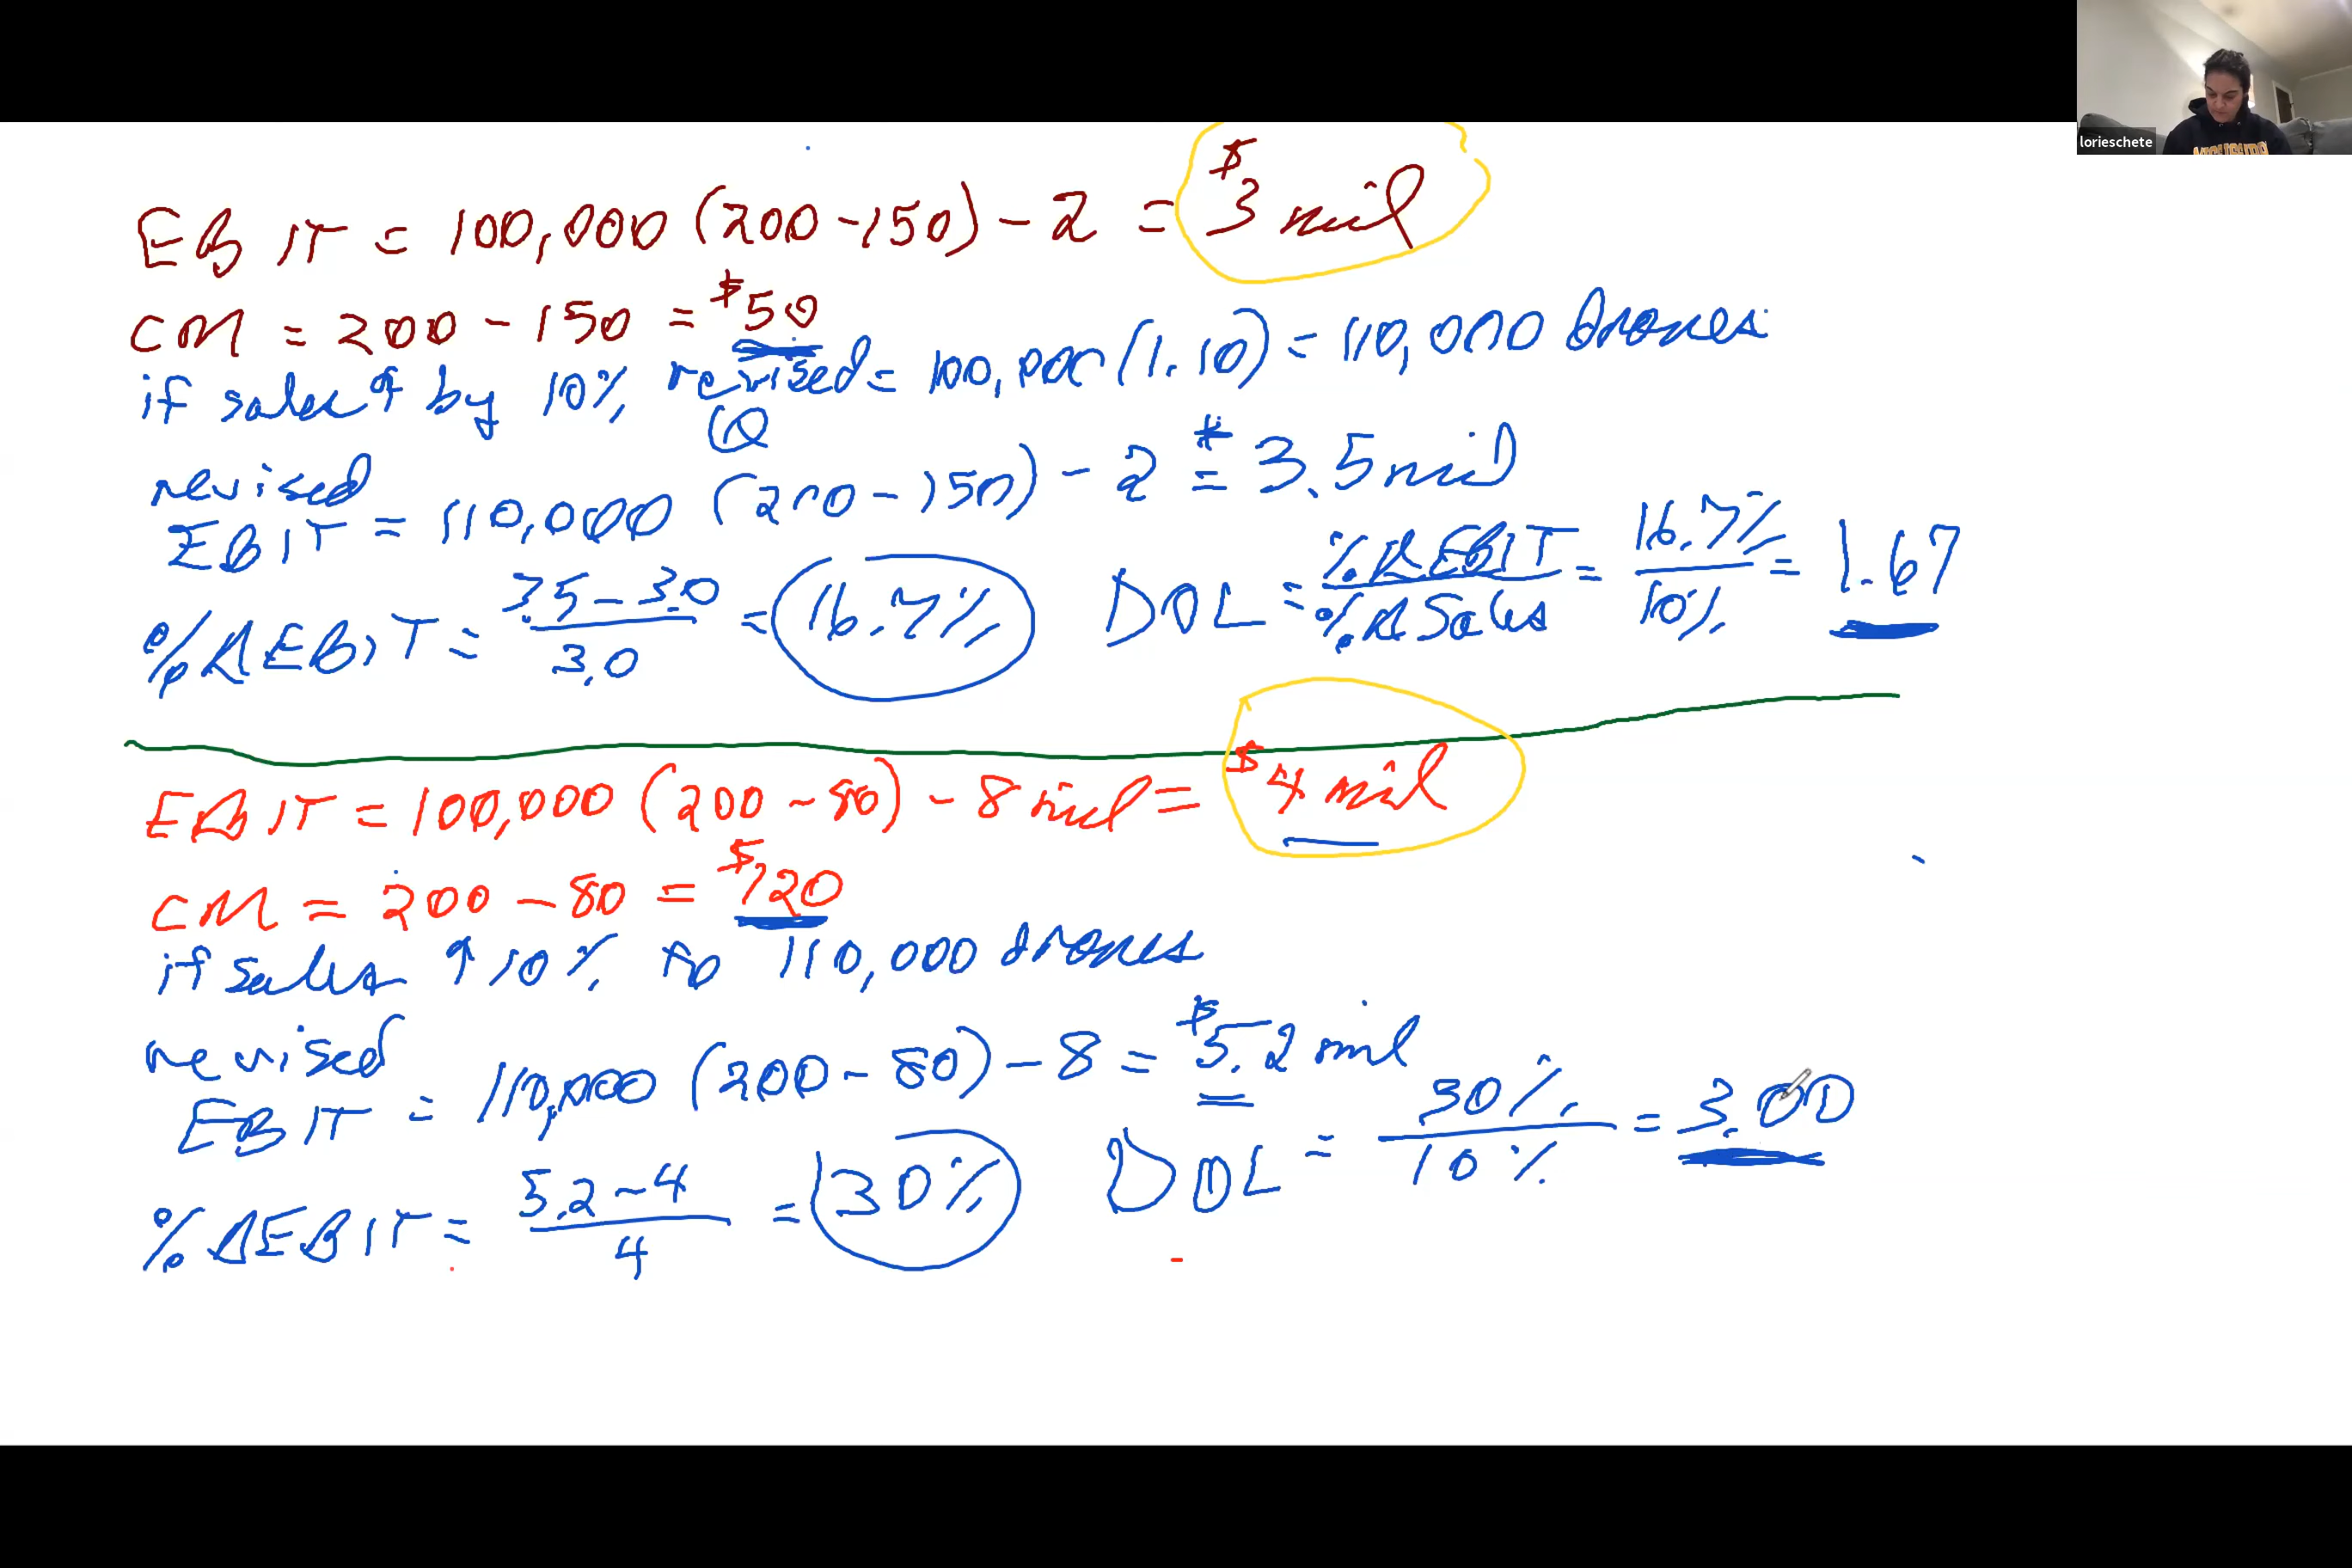 lorieschete
EBIT = 100,000 (200-150) - 2 = $3 mil
CM = 200 - 150 = $50
if sales ↑ by 10% revised Q = 100,000 (1.10) = 110,000 drones
revised EBIT = 110,000 (200-150) - 2 = $3.5 mil
%ΔEBIT = 3.5 - 3.0 / 3.0 = 16.7%
DOL = %ΔEBIT / %ΔSales = 16.7% / 10% = 1.67
EBIT = 100,000 (200 - 80) - 8 mil = $4 mil
CM = 200 - 80 = $120
if sales ↑ 10% to 110,000 drones
revised EBIT = 110,000 (200 - 80) - 8 = $5.2 mil
%ΔEBIT = 5.2 - 4 / 4 = 30%
DOL = 30% / 10% = 3.00